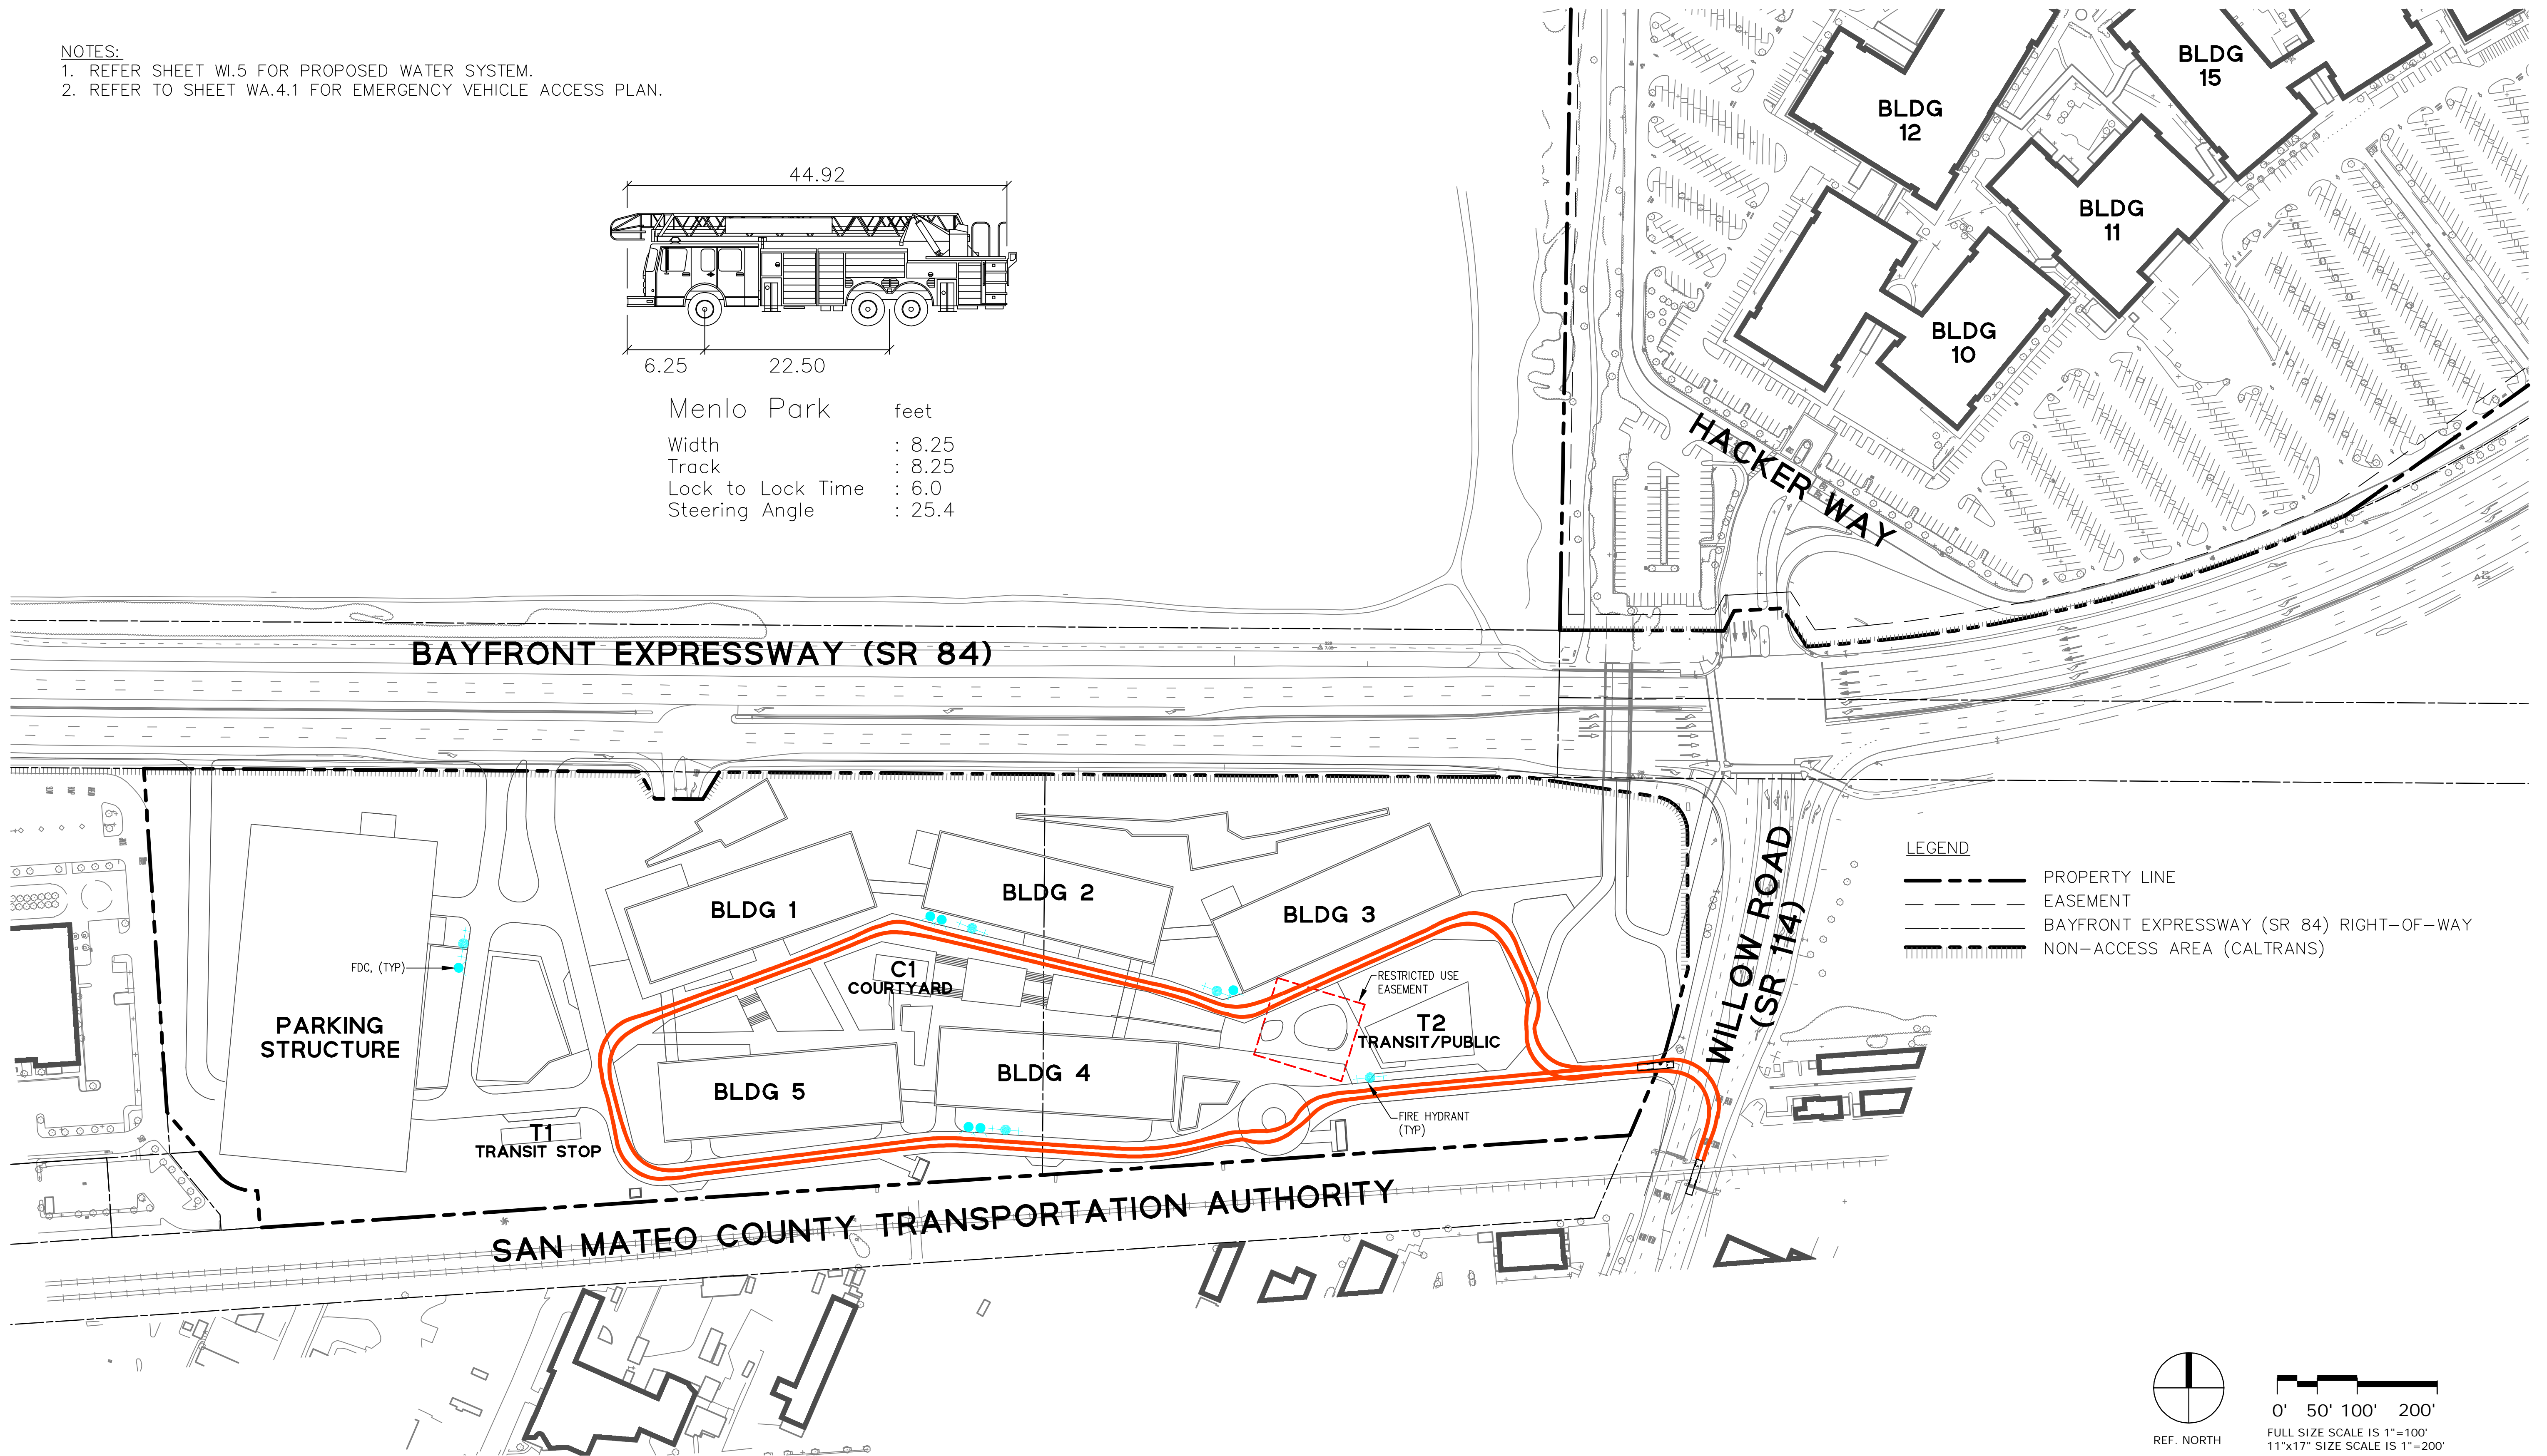 NOTES:
1. REFER SHEET WI.5 FOR PROPOSED WATER SYSTEM.
2. REFER TO SHEET WA.4.1 FOR EMERGENCY VEHICLE ACCESS PLAN.
44.92
6.25
22.50
Menlo Park feet
Width : 8.25
Track : 8.25
Lock to Lock Time : 6.0
Steering Angle : 25.4
BLDG
15
BLDG
12
BLDG
11
BLDG
10
HACKER WAY
BAYFRONT EXPRESSWAY (SR 84)
WILLOW ROAD
(SR 114)
LEGEND
PROPERTY LINE
EASEMENT
BAYFRONT EXPRESSWAY (SR 84) RIGHT-OF-WAY
NON-ACCESS AREA (CALTRANS)
BLDG 1
BLDG 2
BLDG 3
FDC, (TYP)
C1
COURTYARD
RESTRICTED USE
EASEMENT
PARKING
STRUCTURE
T2
TRANSIT/PUBLIC
BLDG 4
BLDG 5
FIRE HYDRANT
(TYP)
T1
TRANSIT STOP
SAN MATEO COUNTY TRANSPORTATION AUTHORITY
REF. NORTH
0' 50' 100' 200'
FULL SIZE SCALE IS 1"=100'
11"x17" SIZE SCALE IS 1"=200'